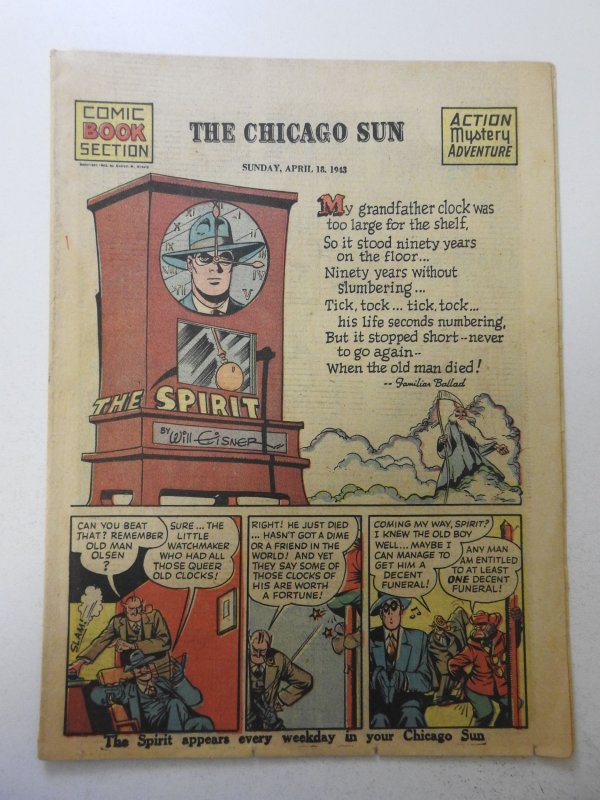 COMIC
BOOK
SECTION
THE CHICAGO SUN
ACTION
Mystery
ADVENTURE
SUNDAY, APRIL 18, 1943
My grandfather clock was
too large for the shelf,
So it stood ninety years
on the floor...
Ninety years without
slumbering...
Tick, tock... tick, tock...
his life seconds numbering,
But it stopped short--never
to go again--
When the old man died!
-- Familiar Ballad
THE SPIRIT
BY Will Eisner
CAN YOU BEAT
THAT? REMEMBER
OLD MAN
OLSEN
?
SURE... THE
LITTLE
WATCHMAKER
WHO HAD ALL
THOSE QUEER
OLD CLOCKS!
SLAM!
RIGHT! HE JUST DIED
... HASN'T GOT A DIME
OR A FRIEND IN THE
WORLD! AND YET
THEY SAY SOME OF
THOSE CLOCKS OF
HIS ARE WORTH
A FORTUNE!
COMING MY WAY, SPIRIT?
I KNEW THE OLD BOY
WELL... MAYBE I
CAN MANAGE TO
GET HIM A
DECENT
FUNERAL!
ANY MAN
AM ENTITLED
TO AT LEAST
ONE DECENT
FUNERAL!
The Spirit appears every weekday in your Chicago Sun